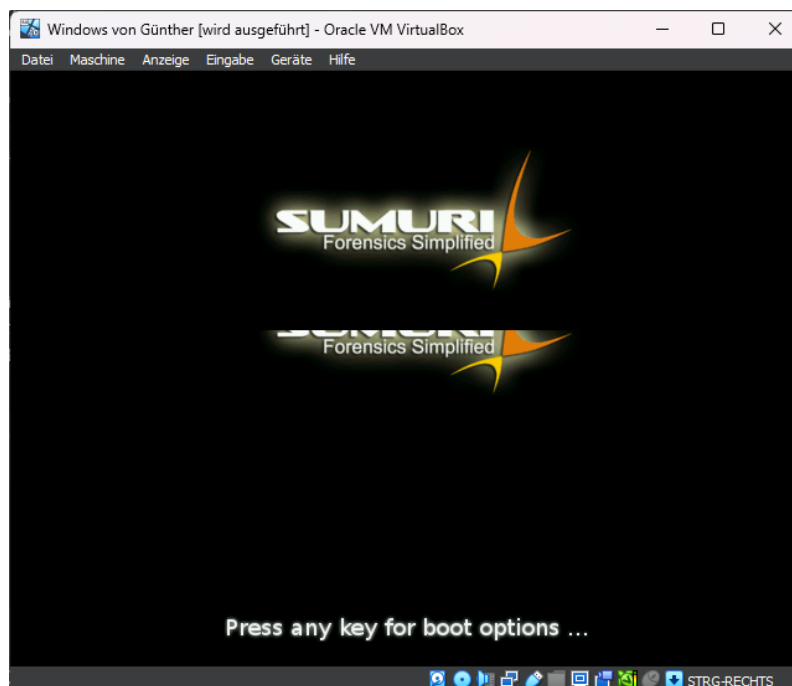 Windows von Günther [wird ausgeführt] - Oracle VM VirtualBox
Datei Maschine Anzeige Eingabe Geräte Hilfe
SUMURI
Forensics Simplified
SUMURI
Forensics Simplified
Press any key for boot options ...
STRG-RECHTS